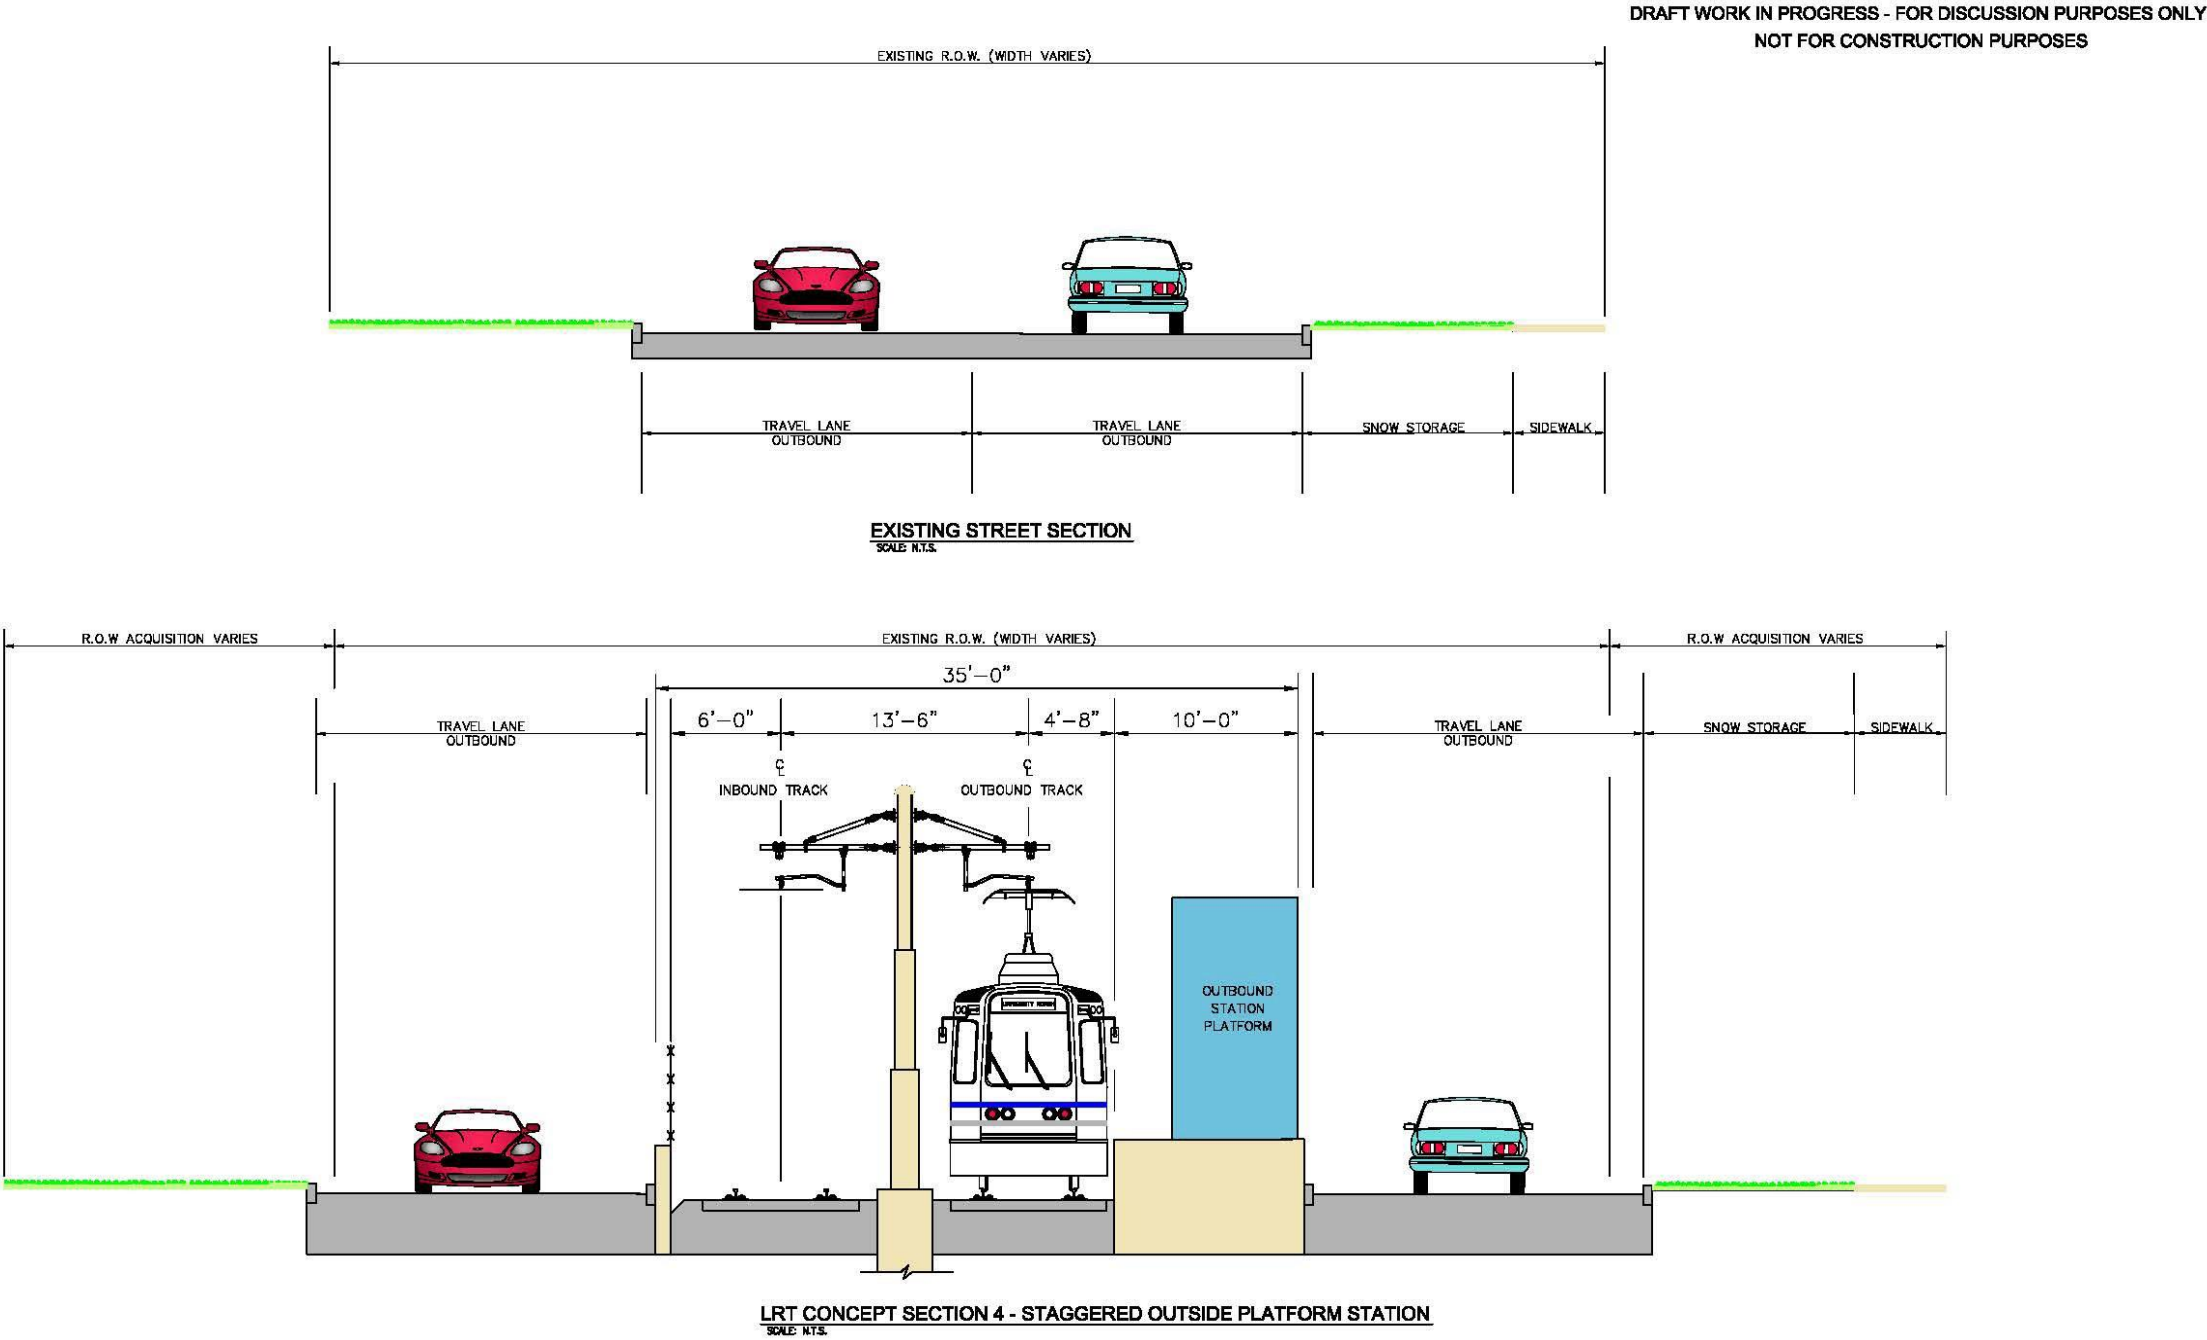 DRAFT WORK IN PROGRESS - FOR DISCUSSION PURPOSES ONLY
NOT FOR CONSTRUCTION PURPOSES
EXISTING R.O.W. (WIDTH VARIES)
TRAVEL LANE
OUTBOUND
TRAVEL LANE
OUTBOUND
SNOW STORAGE
SIDEWALK
EXISTING STREET SECTION
SCALE: N.T.S.
R.O.W ACQUISITION VARIES
EXISTING R.O.W. (WIDTH VARIES)
R.O.W ACQUISITION VARIES
35'-0"
6'-0"
13'-6"
4'-8"
10'-0"
TRAVEL LANE
OUTBOUND
TRAVEL LANE
OUTBOUND
SNOW STORAGE
SIDEWALK
℄
INBOUND TRACK
℄
OUTBOUND TRACK
OUTBOUND
STATION
PLATFORM
LRT CONCEPT SECTION 4 - STAGGERED OUTSIDE PLATFORM STATION
SCALE: N.T.S.